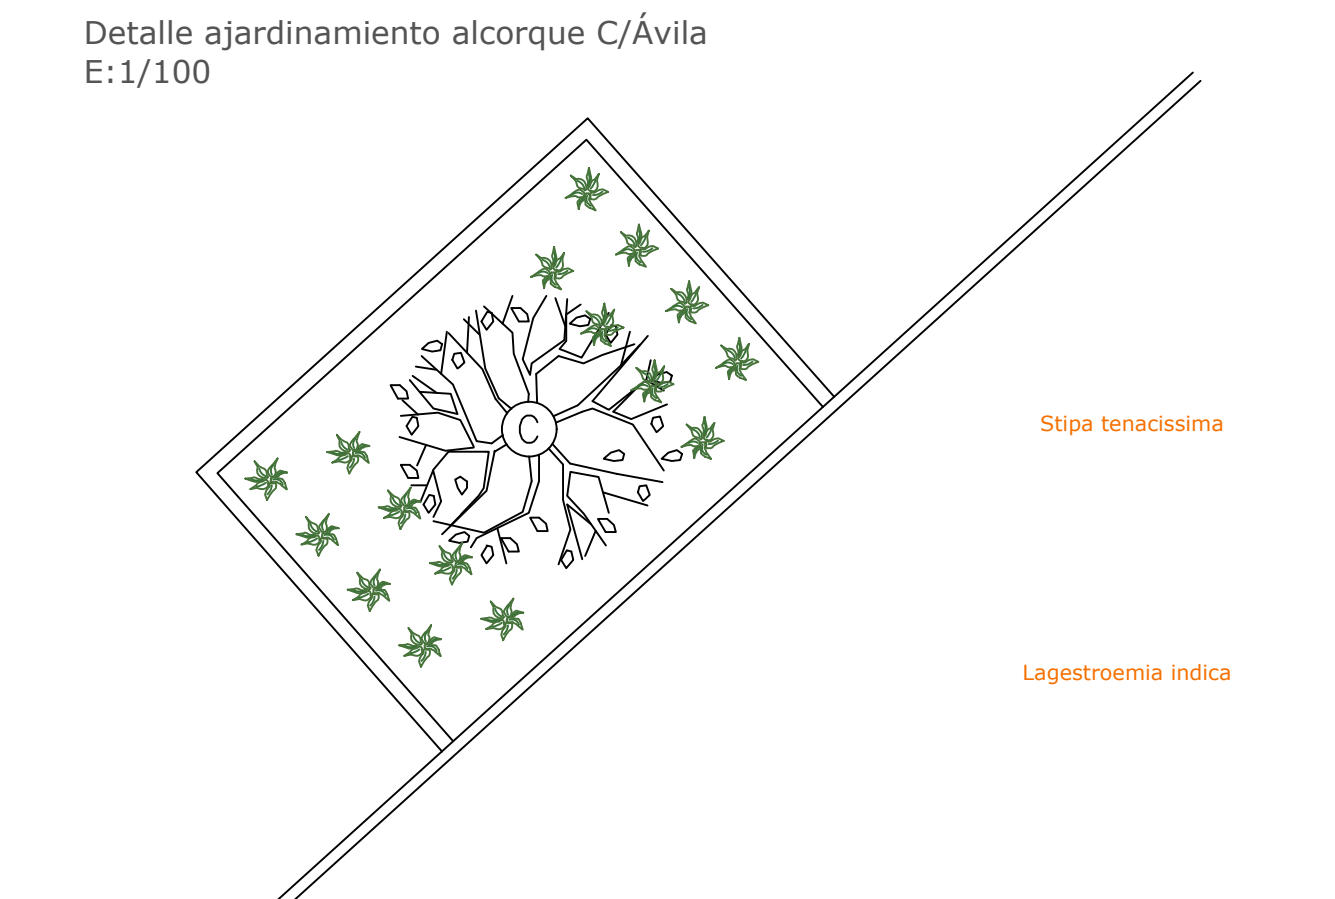 Detalle ajardinamiento alcorque C/Ávila
E:1/100
Stipa tenacissima
C
Lagestroemia indica